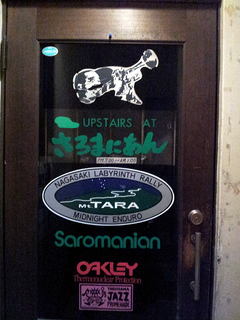 UPSTAIRS AT
さろまにあん
NAGASAKI LABYRINTH RALLY
Mt.TARA
MIDNIGHT ENDURO
Saromanian
OAKLEY
Thermonuclear Protection
JAZZ